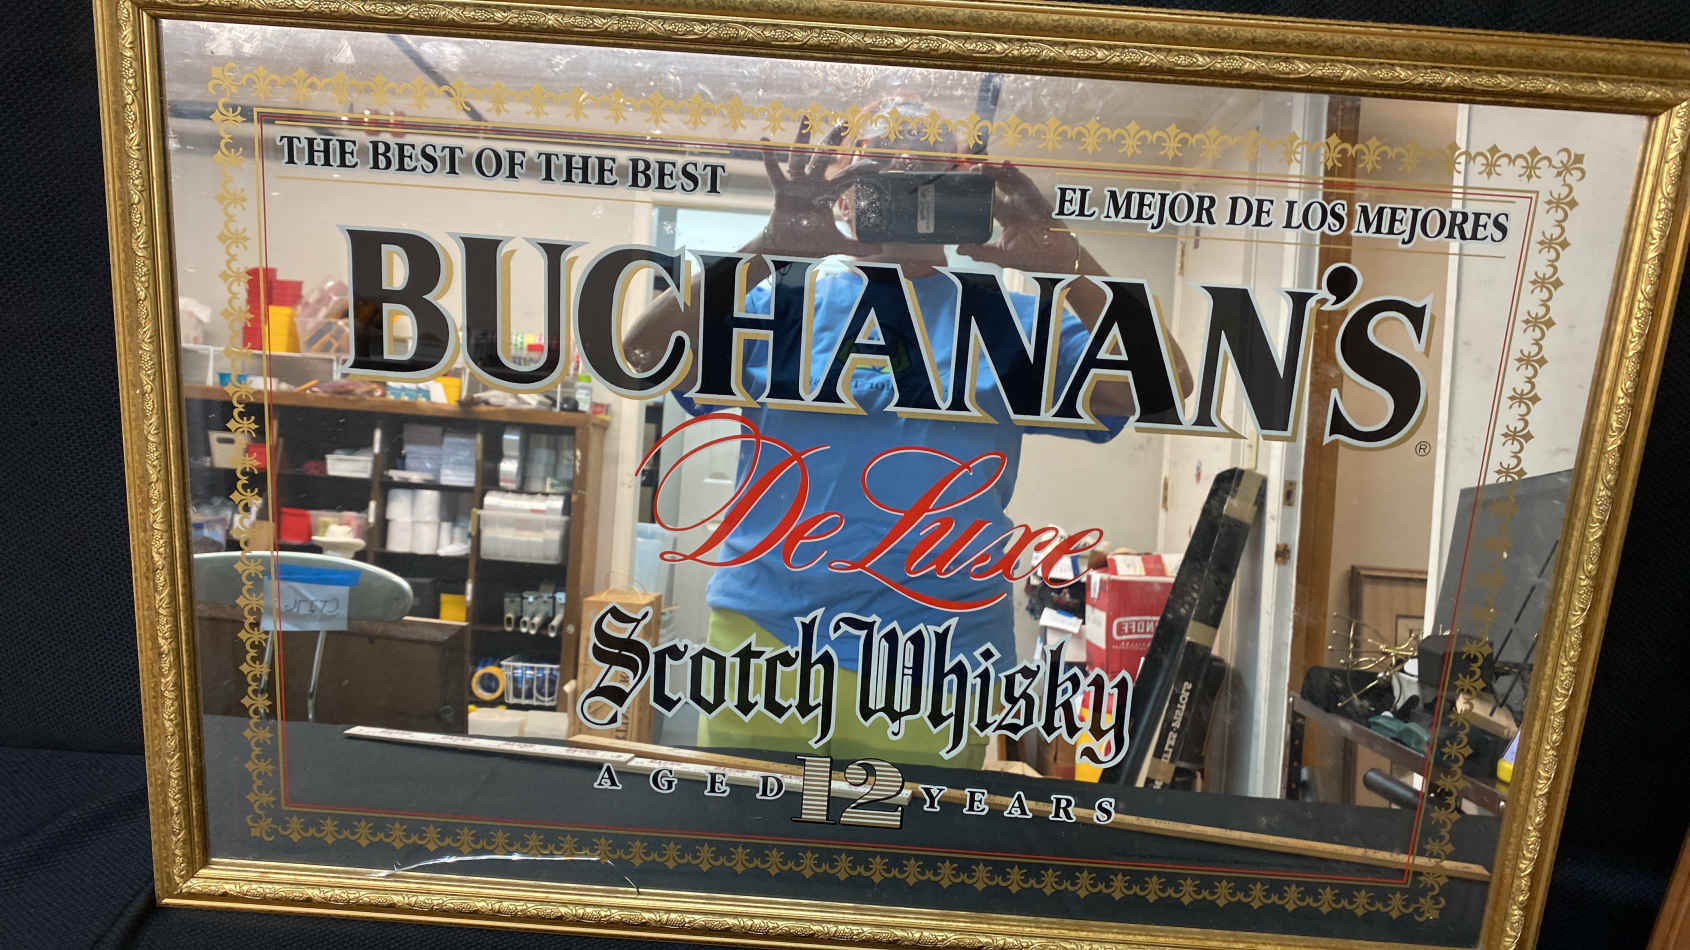 THE BEST OF THE BEST
EL MEJOR DE LOS MEJORES
BUCHANAN'S
®
De Luxe
Scotch Whisky
AGED 12 YEARS